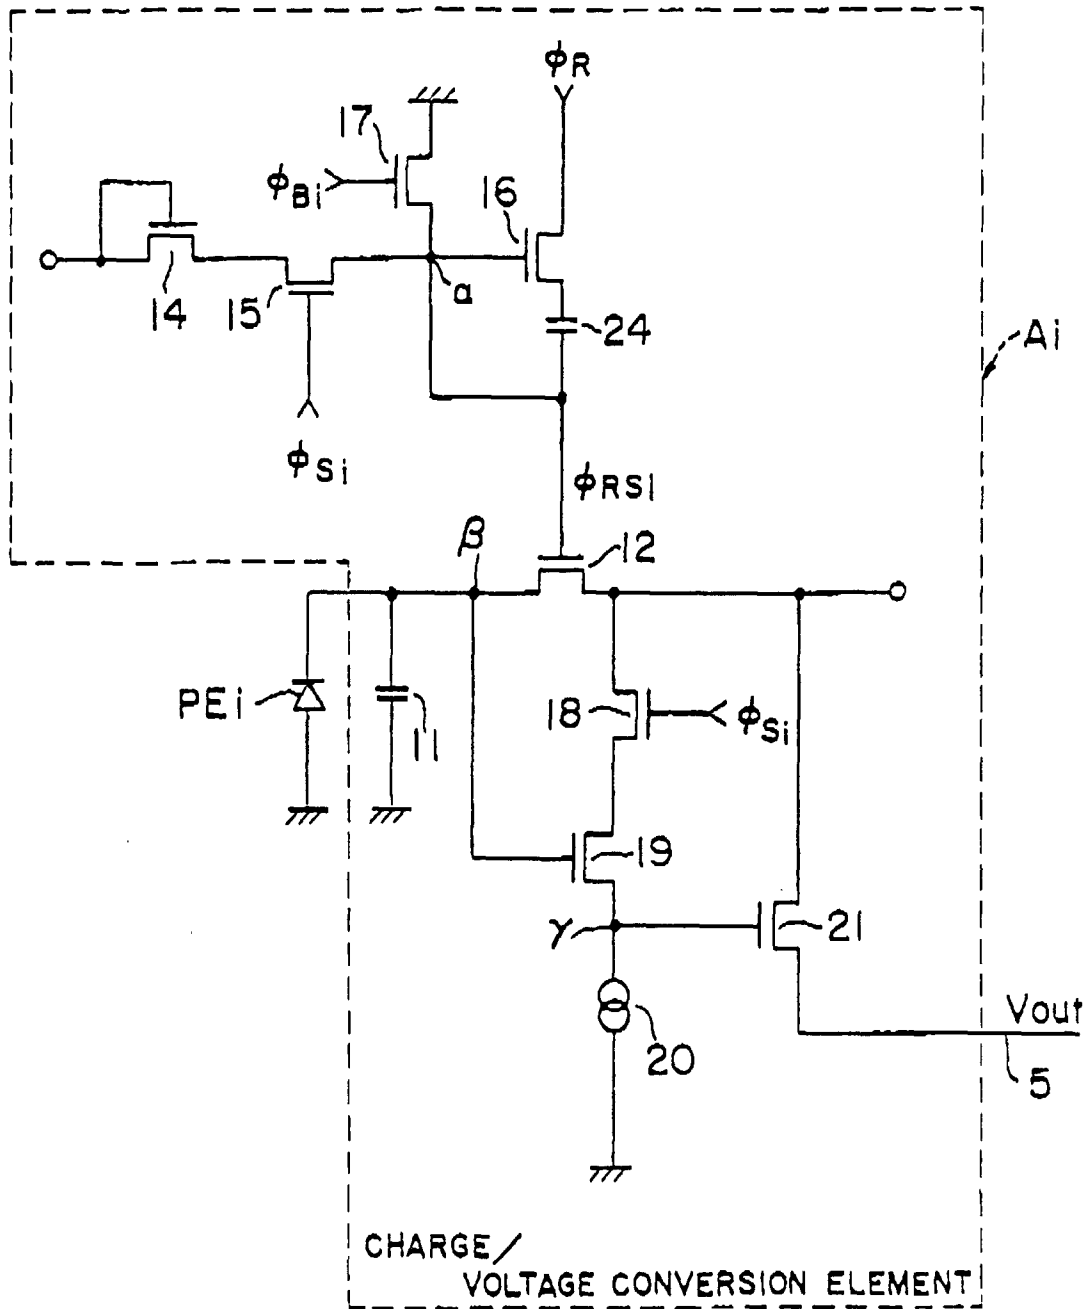 ϕR
17
ϕBi
16
14
15
a
24
Ai
ϕSi
ϕRSi
β
12
PEi
11
18
ϕSi
19
γ
21
20
Vout
5
CHARGE/
VOLTAGE CONVERSION ELEMENT